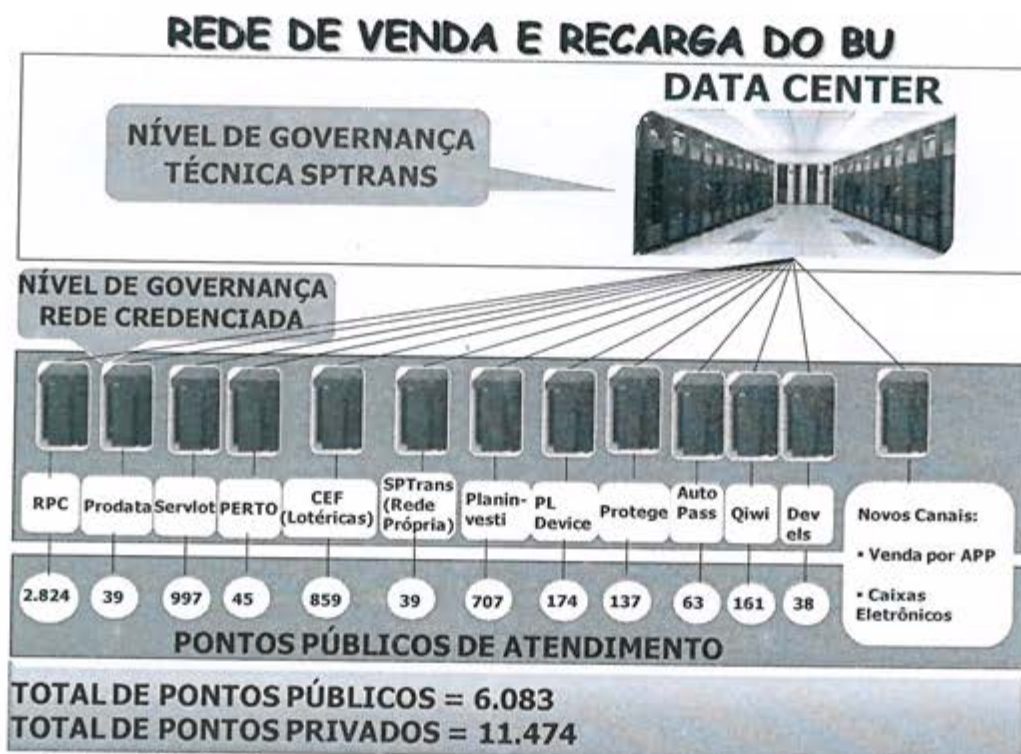 REDE DE VENDA E RECARGA DO BU
DATA CENTER
NÍVEL DE GOVERNANÇA
TÉCNICA SPTRANS
NÍVEL DE GOVERNANÇA
REDE CREDENCIADA
RPC
Prodata
Servlot
PERTO
CEF
(Lotéricas)
SPTrans
(Rede
Própria)
Planin-
vesti
PL
Device
Protege
Auto
Pass
Qiwi
Dev
els
Novos Canais:
• Venda por APP
• Caixas
Eletrônicos
2.824
39
997
45
859
39
707
174
137
63
161
38
PONTOS PÚBLICOS DE ATENDIMENTO
TOTAL DE PONTOS PÚBLICOS = 6.083
TOTAL DE PONTOS PRIVADOS = 11.474